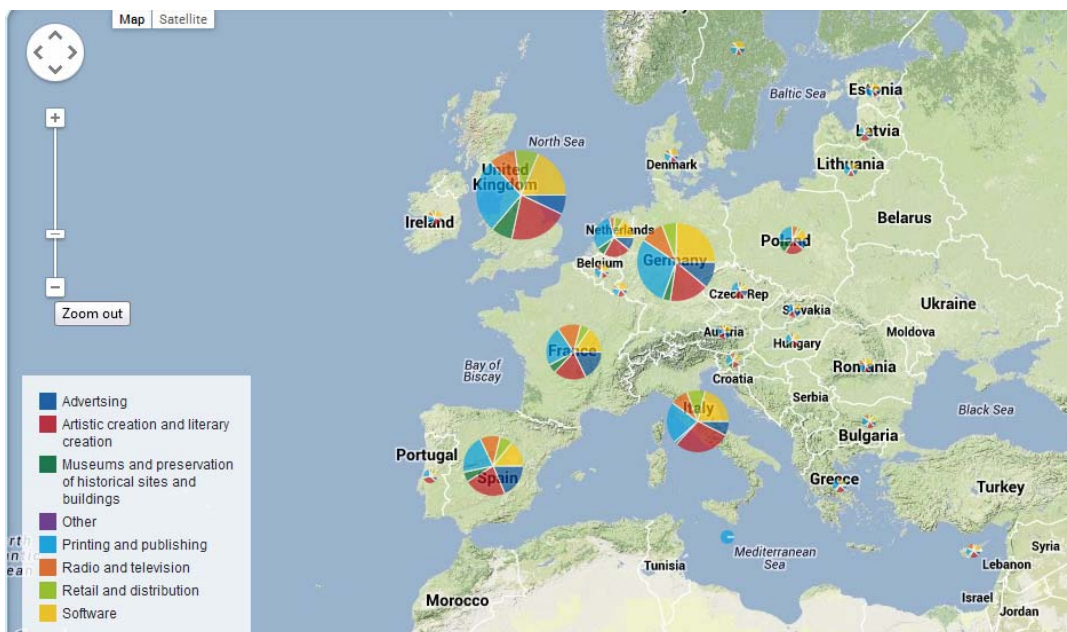 Map Satellite
Zoom out
North Sea
Baltic Sea
Estonia
Latvia
Lithuania
Denmark
United
Kingdom
Ireland
Netherlands
Belgium
Germany
Poland
Belarus
Czech Rep
Slovakia
Ukraine
Austria
Hungary
Moldova
France
Bay of
Biscay
Croatia
Romania
Serbia
Black Sea
Italy
Bulgaria
Portugal
Spain
Greece
Turkey
Mediterranean
Sea
Tunisia
Syria
Lebanon
Israel
Jordan
Morocco
Advertsing
Artistic creation and literary
creation
Museums and preservation
of historical sites and
buildings
Other
Printing and publishing
Radio and television
Retail and distribution
Software